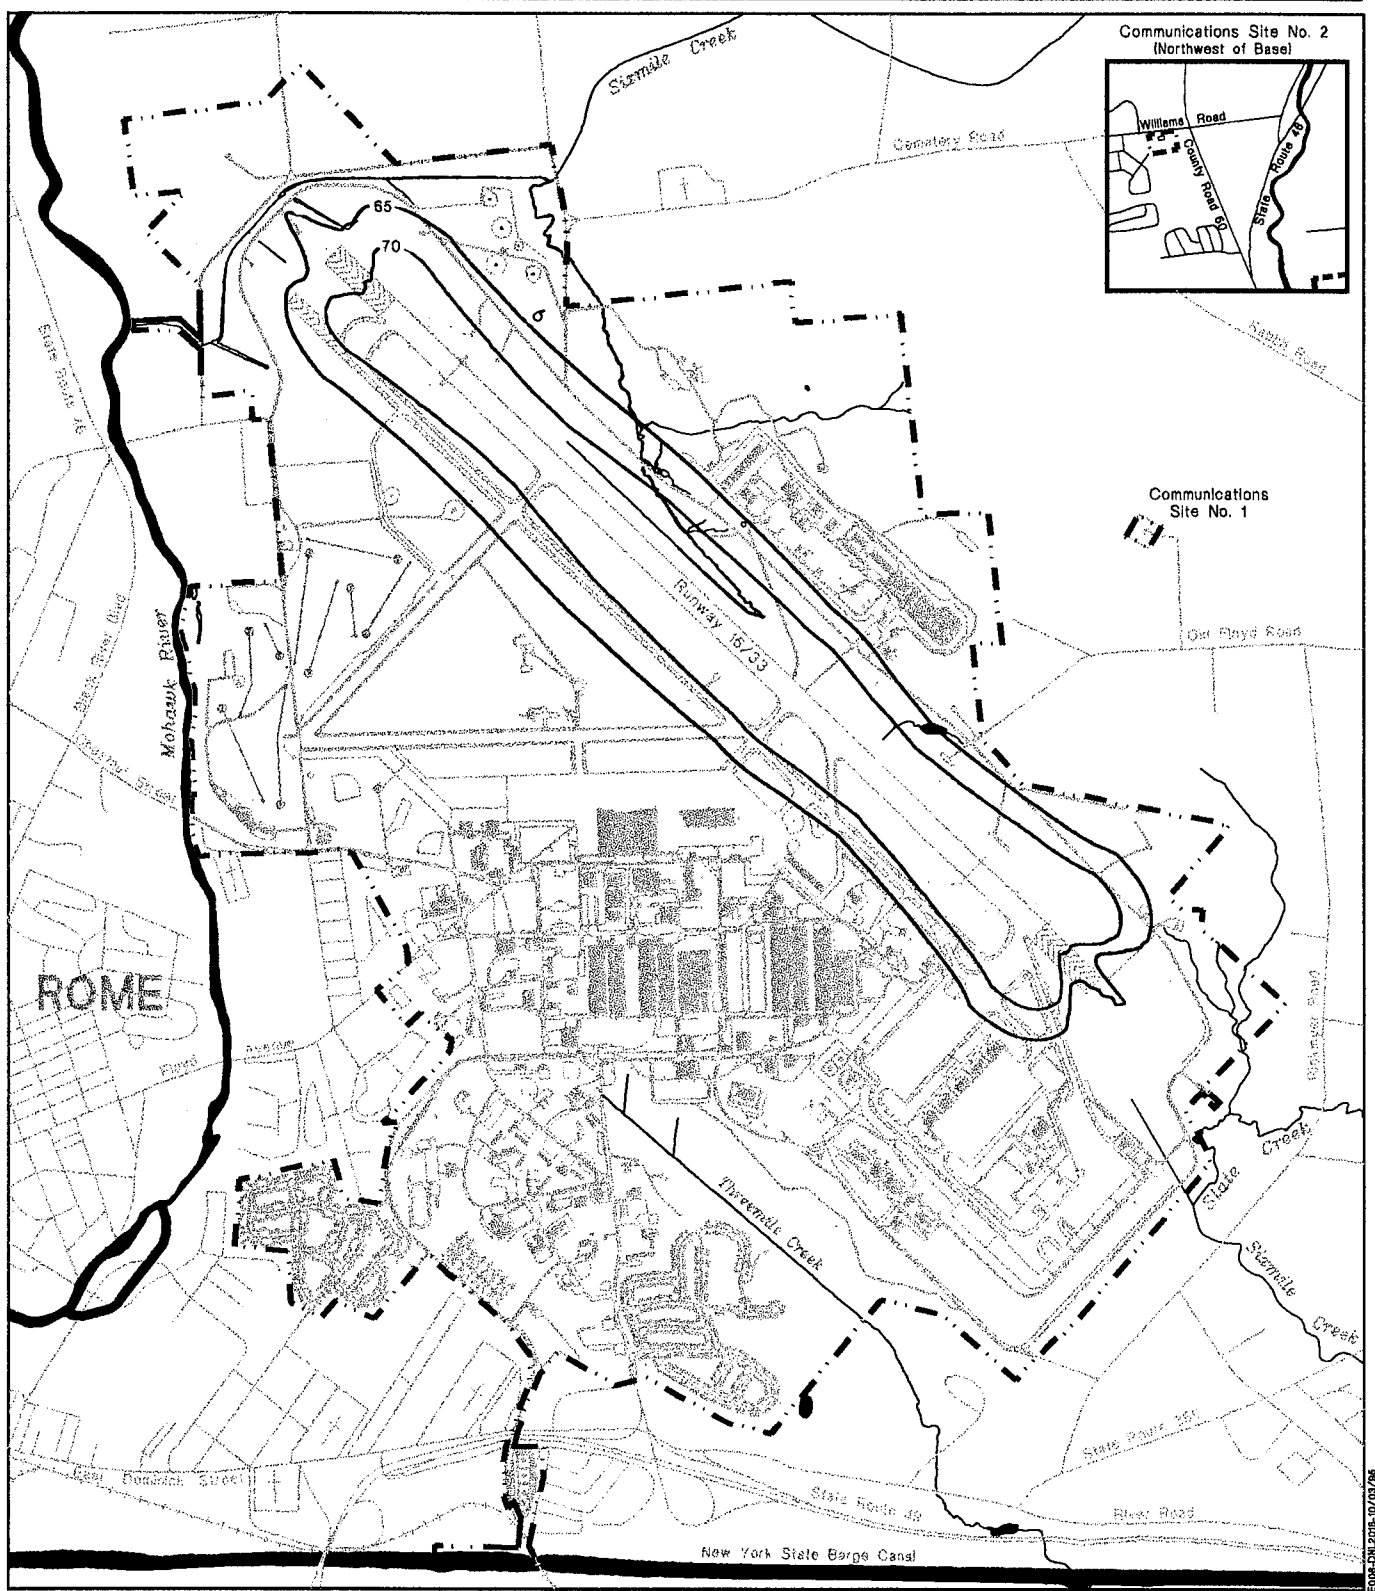 Communications Site No. 2
(Northwest of Base)
Sixmile Creek
Williams Road
County Road 60
State Route 46
Cemetery Road
65
70
State Route 46
Communications
Site No. 1
Runway 15/33
Old Floyd Road
Black River Blvd
Mohawk River
ROME
Floyd Avenue
Threemile Creek
Slate Creek
Sixmile Creek
State Route 365
East Dominick Street
State Route 49
River Road
New York State Barge Canal